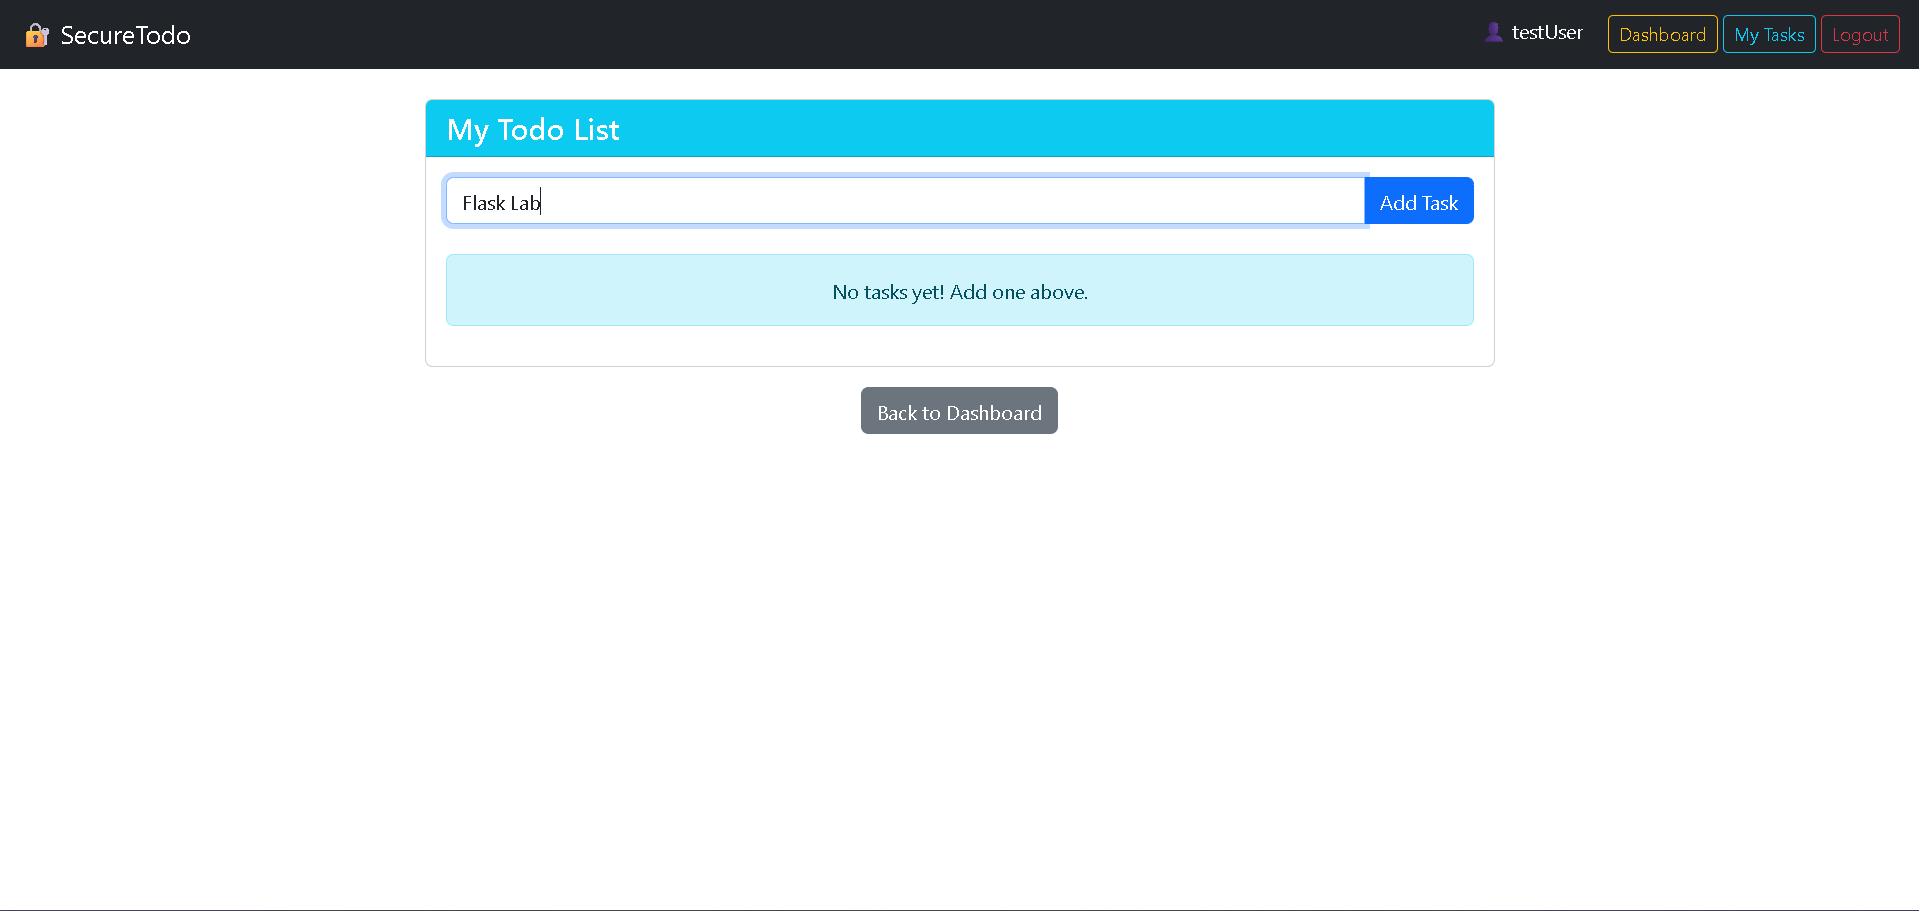 SecureTodo
testUser Dashboard My Tasks Logout
My Todo List
Flask Lab Add Task
No tasks yet! Add one above.
Back to Dashboard